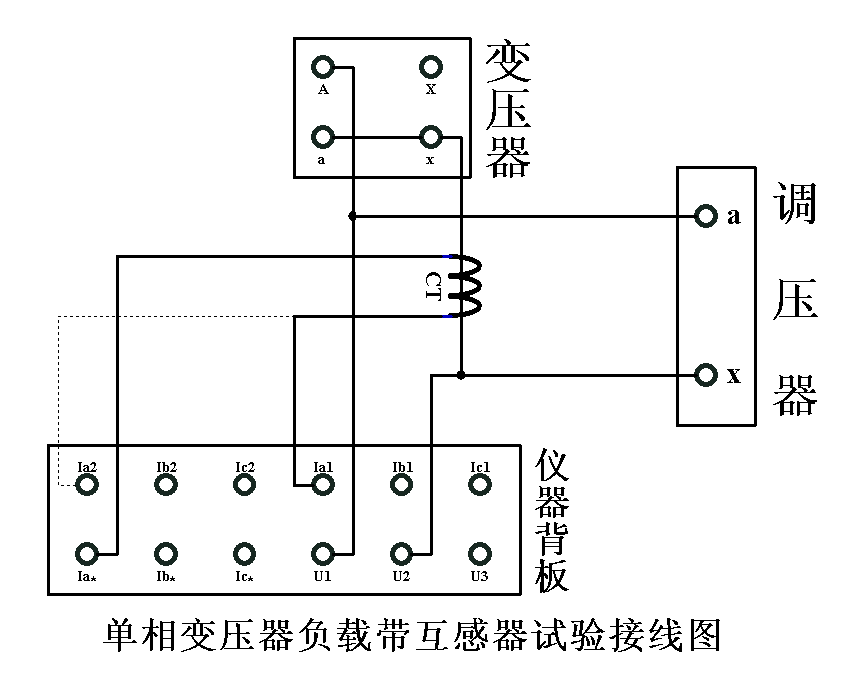 变压器
A X
a x
调压器
a
x
CT
仪器背板
Ia2 Ib2 Ic2 Ia1 Ib1 Ic1
Ia* Ib* Ic* U1 U2 U3
单相变压器负载带互感器试验接线图